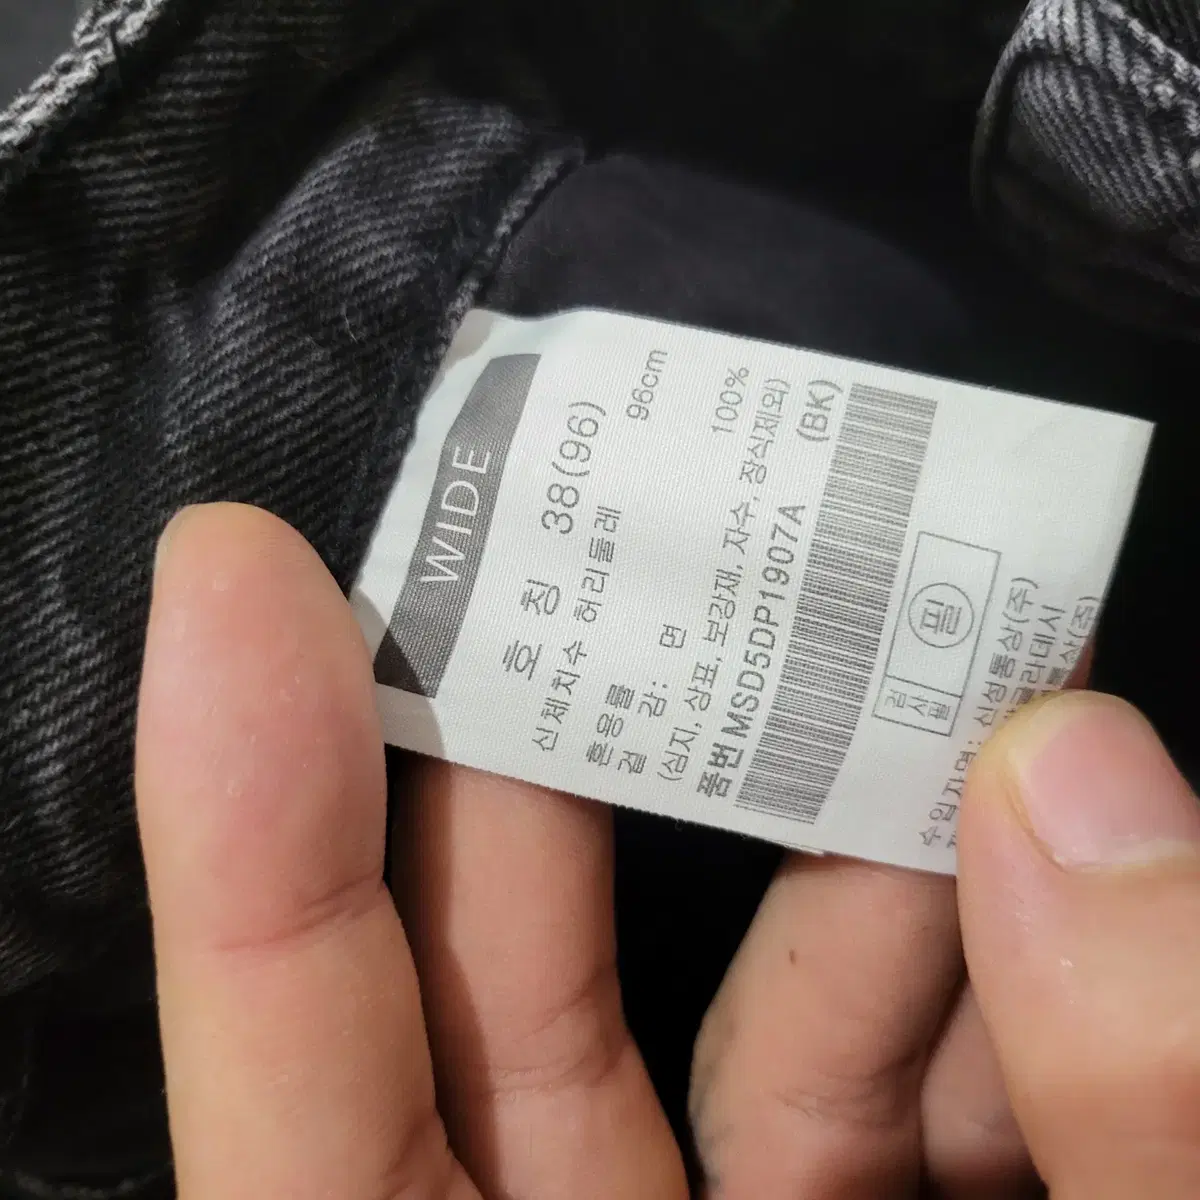 WIDE
호 칭 38(96)
신체치수 허리둘레 96cm
혼용율
겉 감: 면 100%
(심지, 상표, 보강재, 자수, 장식제외)
품번 MSD5DP1907A (BK)
필
검사필
수입자명: 신성통상(주)